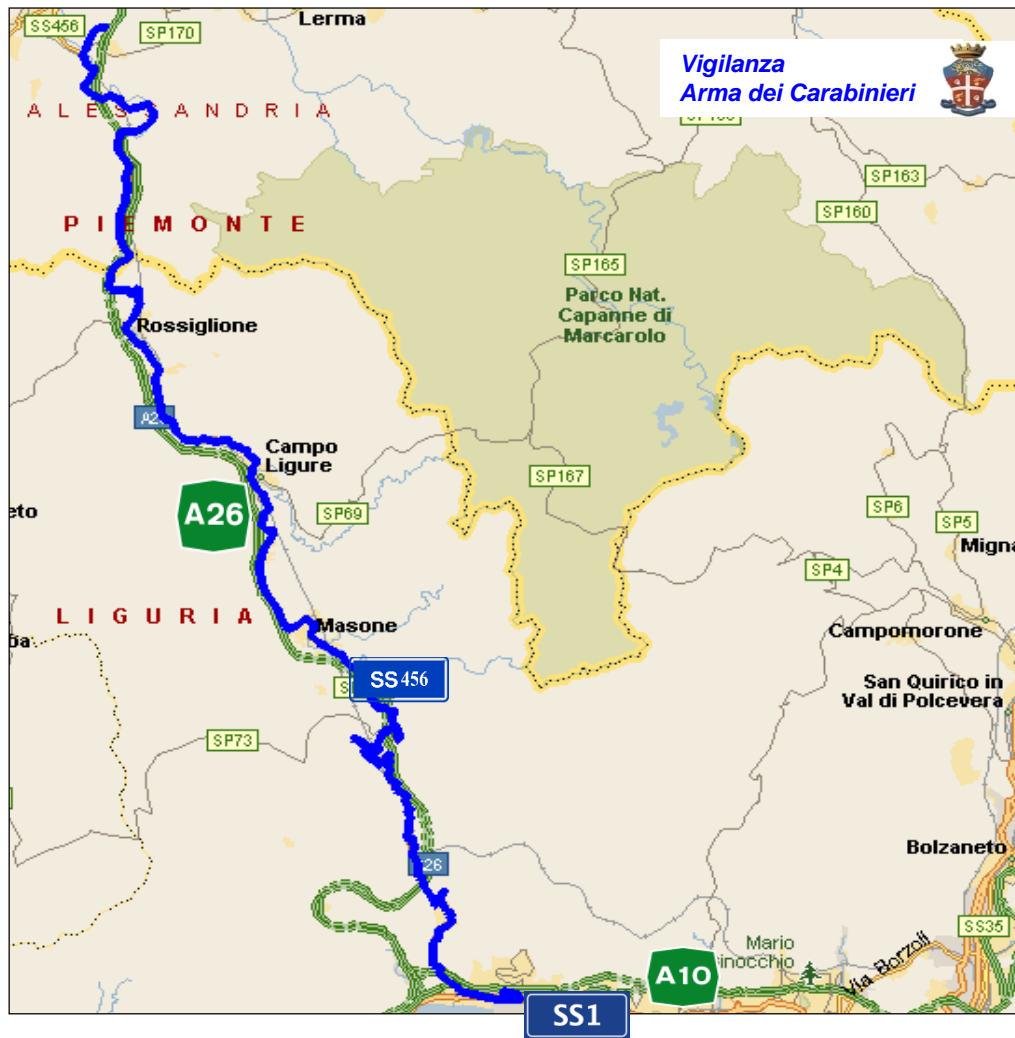 SS456
SP170
Lerma
Vigilanza
Arma dei Carabinieri
ALESSANDRIA
SP163
SP160
PIEMONTE
SP165
Parco Nat.
Capanne di
Marcarolo
Rossiglione
Campo
Ligure
SP167
A26
SP69
SP6
SP5
eto
Migna
SP4
LIGURIA
Masone
Campomorone
SS456
San Quirico in
Val di Polcevera
SP73
Bolzaneto
SS35
Mario
A10
Via Borzoli
SS1